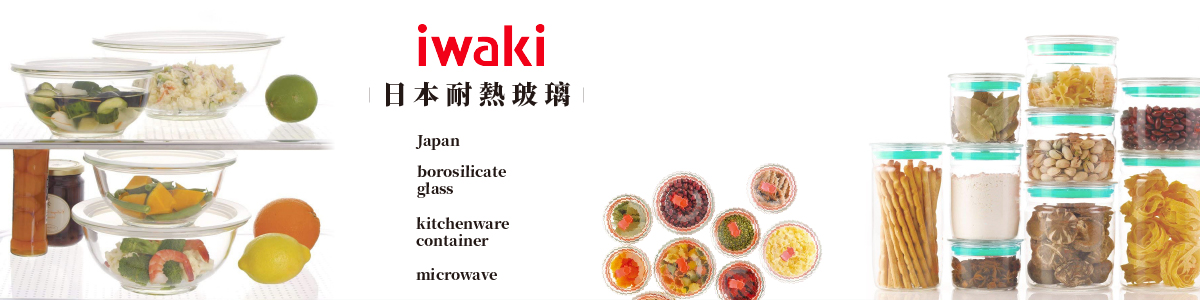 iwaki
日本耐熱玻璃
Japan
borosilicate
glass
kitchenware
container
microwave